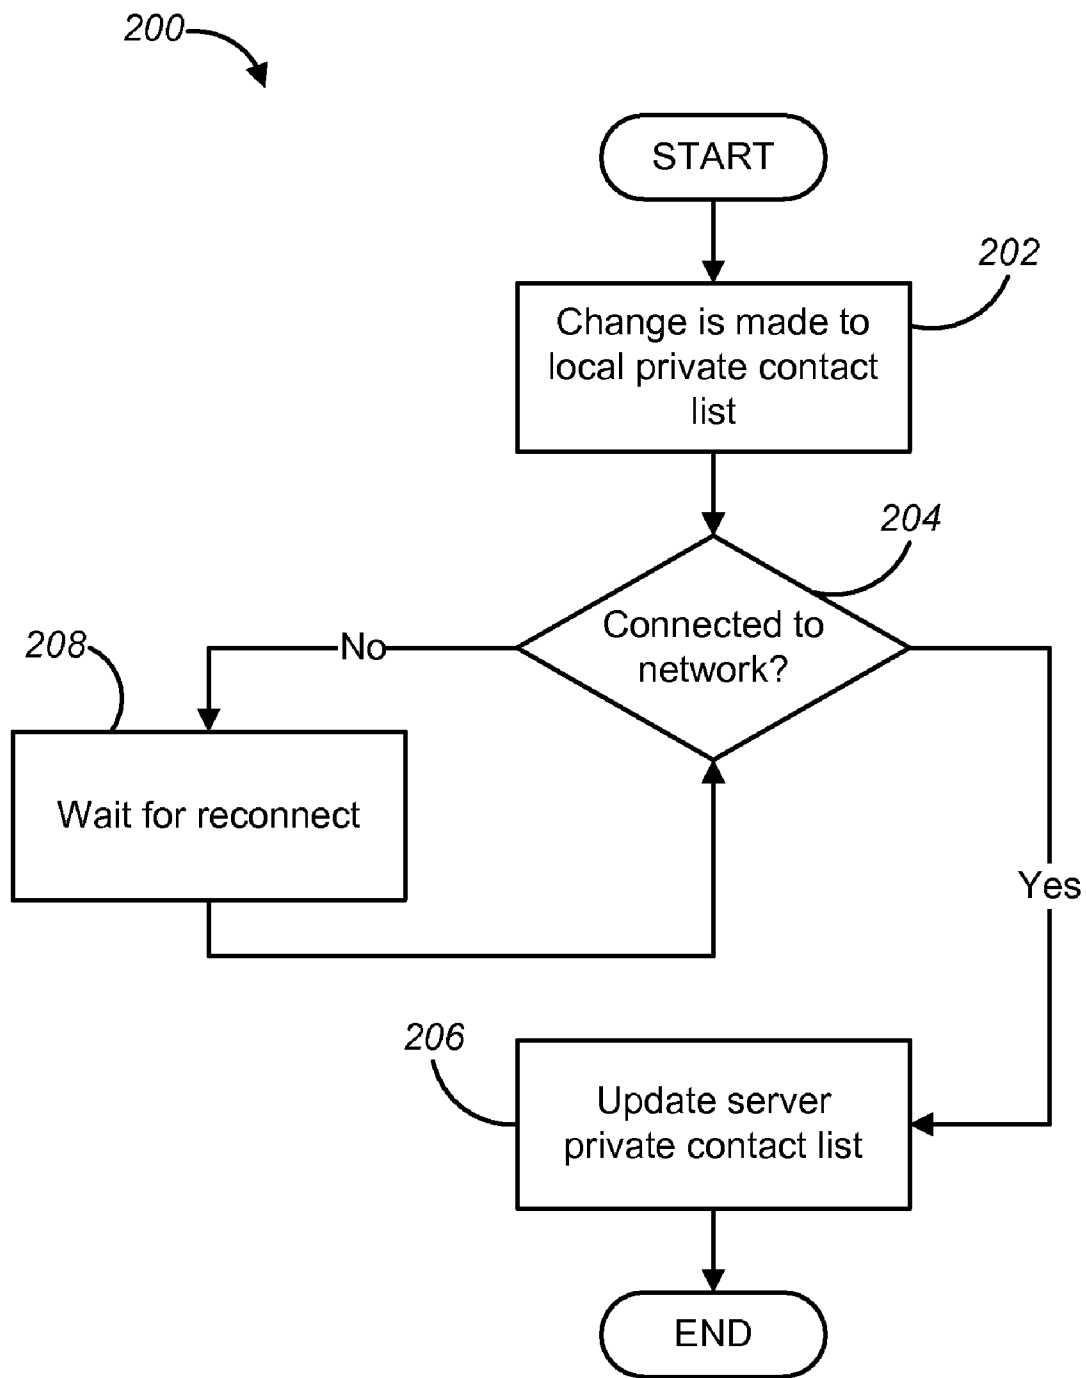 200
START
202
Change is made to
local private contact
list
204
Connected to
network?
No
208
Wait for reconnect
Yes
206
Update server
private contact list
END